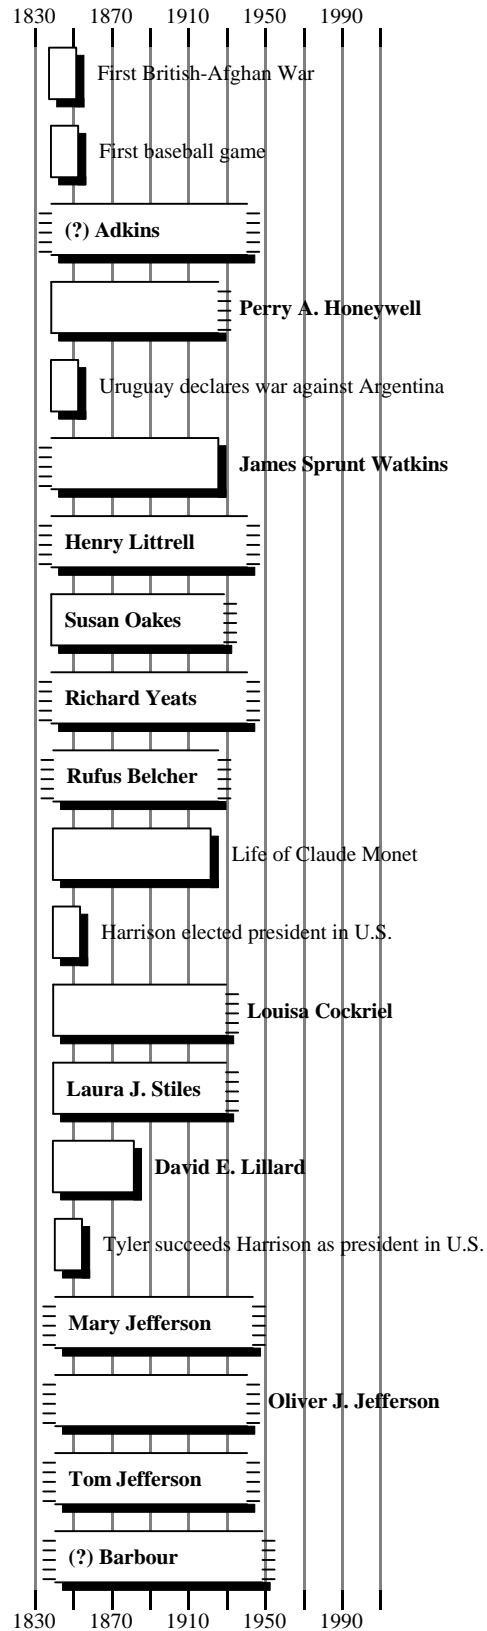 1830 1870 1910 1950 1990
First British-Afghan War
First baseball game
(?) Adkins
Perry A. Honeywell
Uruguay declares war against Argentina
James Sprunt Watkins
Henry Littrell
Susan Oakes
Richard Yeats
Rufus Belcher
Life of Claude Monet
Harrison elected president in U.S.
Louisa Cockriel
Laura J. Stiles
David E. Lillard
Tyler succeeds Harrison as president in U.S.
Mary Jefferson
Oliver J. Jefferson
Tom Jefferson
(?) Barbour
1830 1870 1910 1950 1990